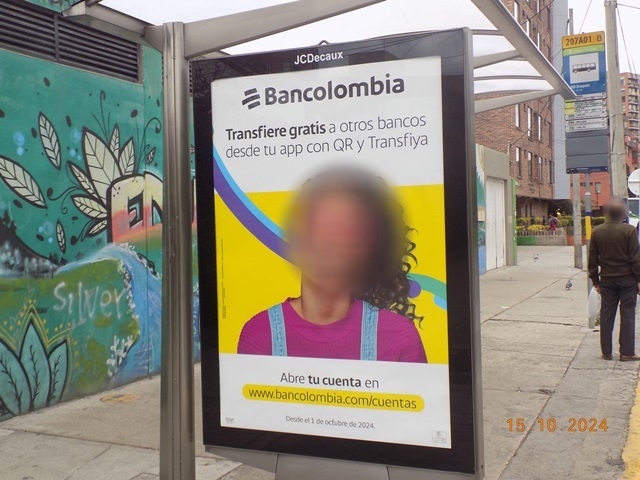 JCDecaux
Bancolombia
Transfiere gratis a otros bancos
desde tu app con QR y Transfiya
Abre tu cuenta en
www.bancolombia.com/cuentas
Desde el 1 de octubre de 2024.
207A01
Silver
EN
15.10.2024